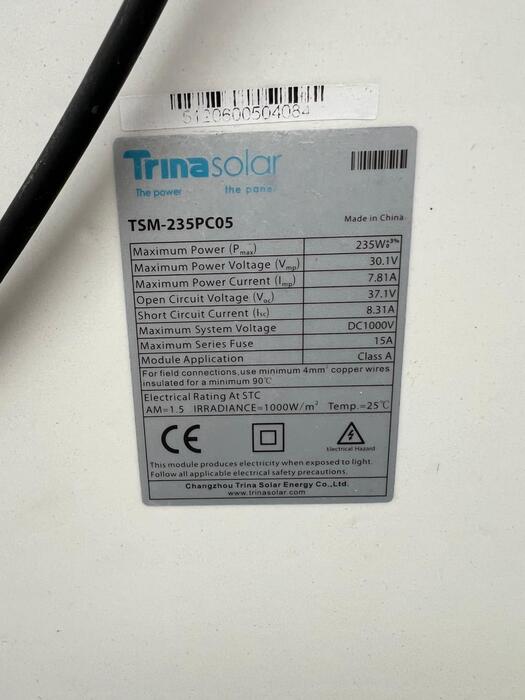 5120600504084
Trinasolar
The power the panel
TSM-235PC05 Made in China
Maximum Power (Pmax) 235W+3%
Maximum Power Voltage (Vmp) 30.1V
Maximum Power Current (Imp) 7.81A
Open Circuit Voltage (Voc) 37.1V
Short Circuit Current (Isc) 8.31A
Maximum System Voltage DC1000V
Maximum Series Fuse 15A
Module Application Class A
For field connections,use minimum 4mm² copper wires
insulated for a minimum 90℃
Electrical Rating At STC
AM=1.5 IRRADIANCE=1000W/m² Temp.=25℃
CE
Electrical Hazard
This module produces electricity when exposed to light.
Follow all applicable electrical safety precautions.
Changzhou Trina Solar Energy Co.,Ltd.
www.trinasolar.com